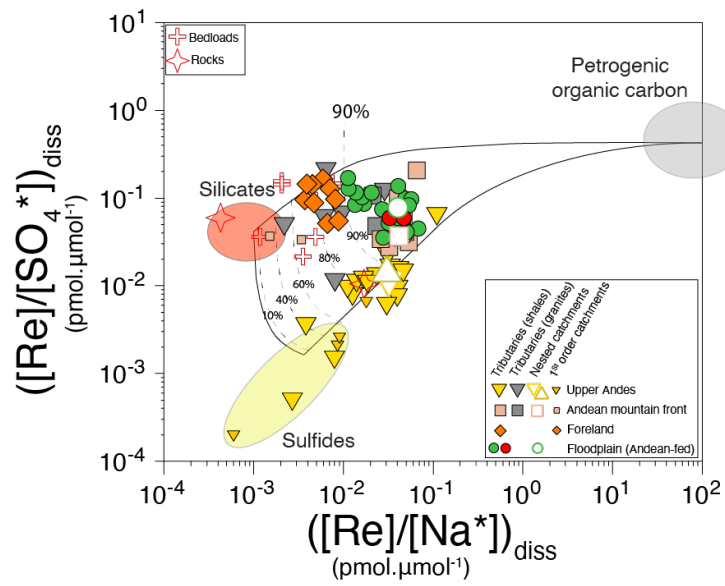 10¹
10⁰
10⁻¹
10⁻²
10⁻³
10⁻⁴
([Re]/[SO₄*])diss
(pmol.µmol⁻¹)
Bedloads
Rocks
Petrogenic
organic carbon
90%
Silicates
90%
80%
60%
40%
10%
Sulfides
Tributaries (shales)
Tributaries (granites)
Nested catchments
1St order catchments
Upper Andes
Andean mountain front
Foreland
Floodplain (Andean-fed)
10⁻⁴
10⁻³
10⁻²
10⁻¹
10⁰
10¹
10²
([Re]/[Na*])diss
(pmol.µmol⁻¹)